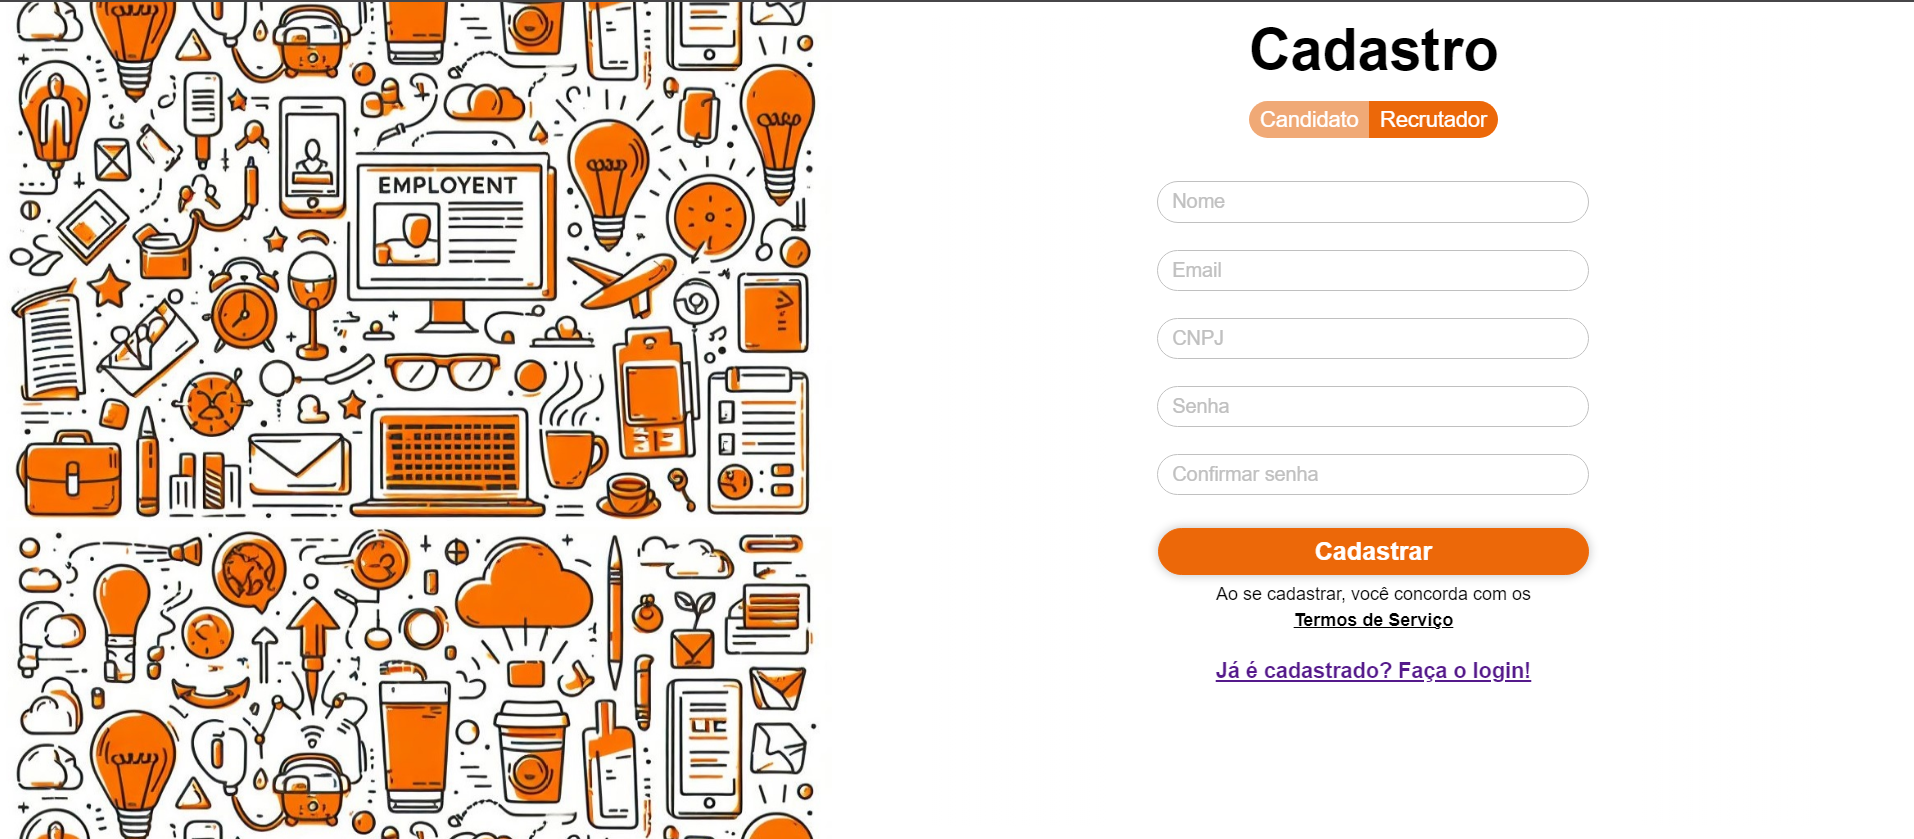 EMPLOYENT
Cadastro
Candidato Recrutador
Nome
Email
CNPJ
Senha
Confirmar senha
Cadastrar
Ao se cadastrar, você concorda com os
Termos de Serviço
Já é cadastrado? Faça o login!